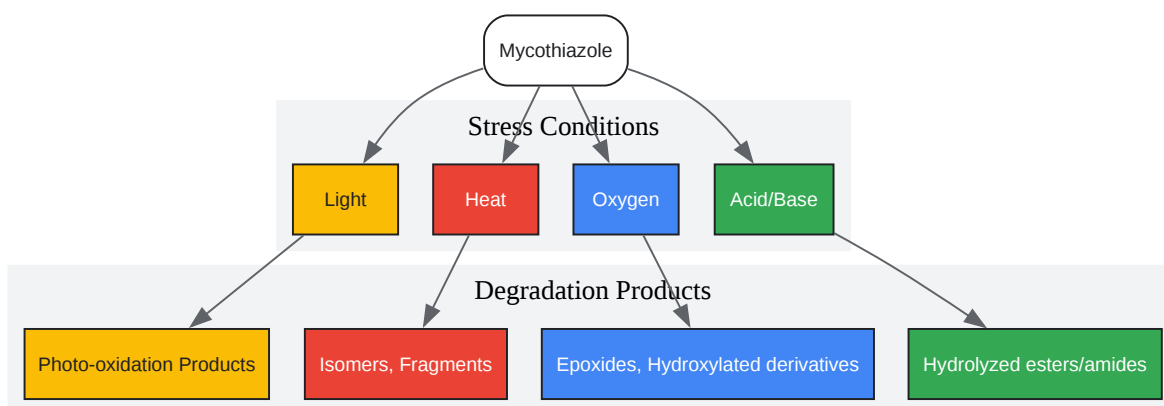 Mycothiazole
Stress Conditions
Light
Heat
Oxygen
Acid/Base
Degradation Products
Photo-oxidation Products
Isomers, Fragments
Epoxides, Hydroxylated derivatives
Hydrolyzed esters/amides